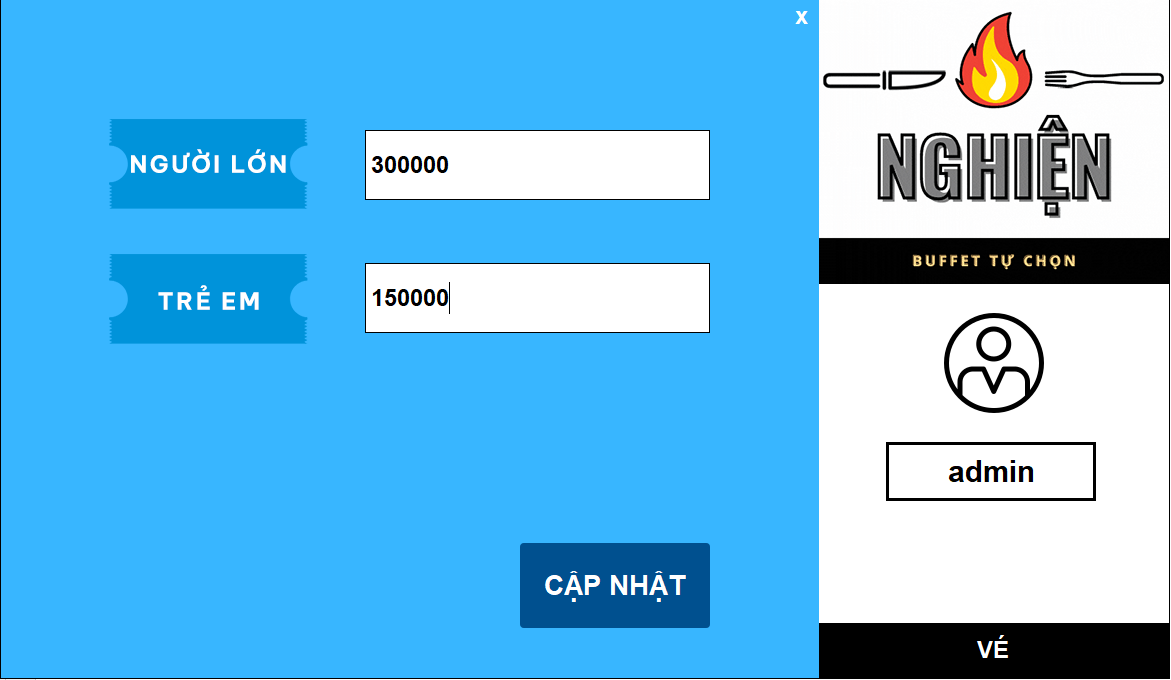 x
NGƯỜI LỚN
300000
TRẺ EM
150000
CẬP NHẬT
NGHIỆN
BUFFET TỰ CHỌN
admin
VÉ